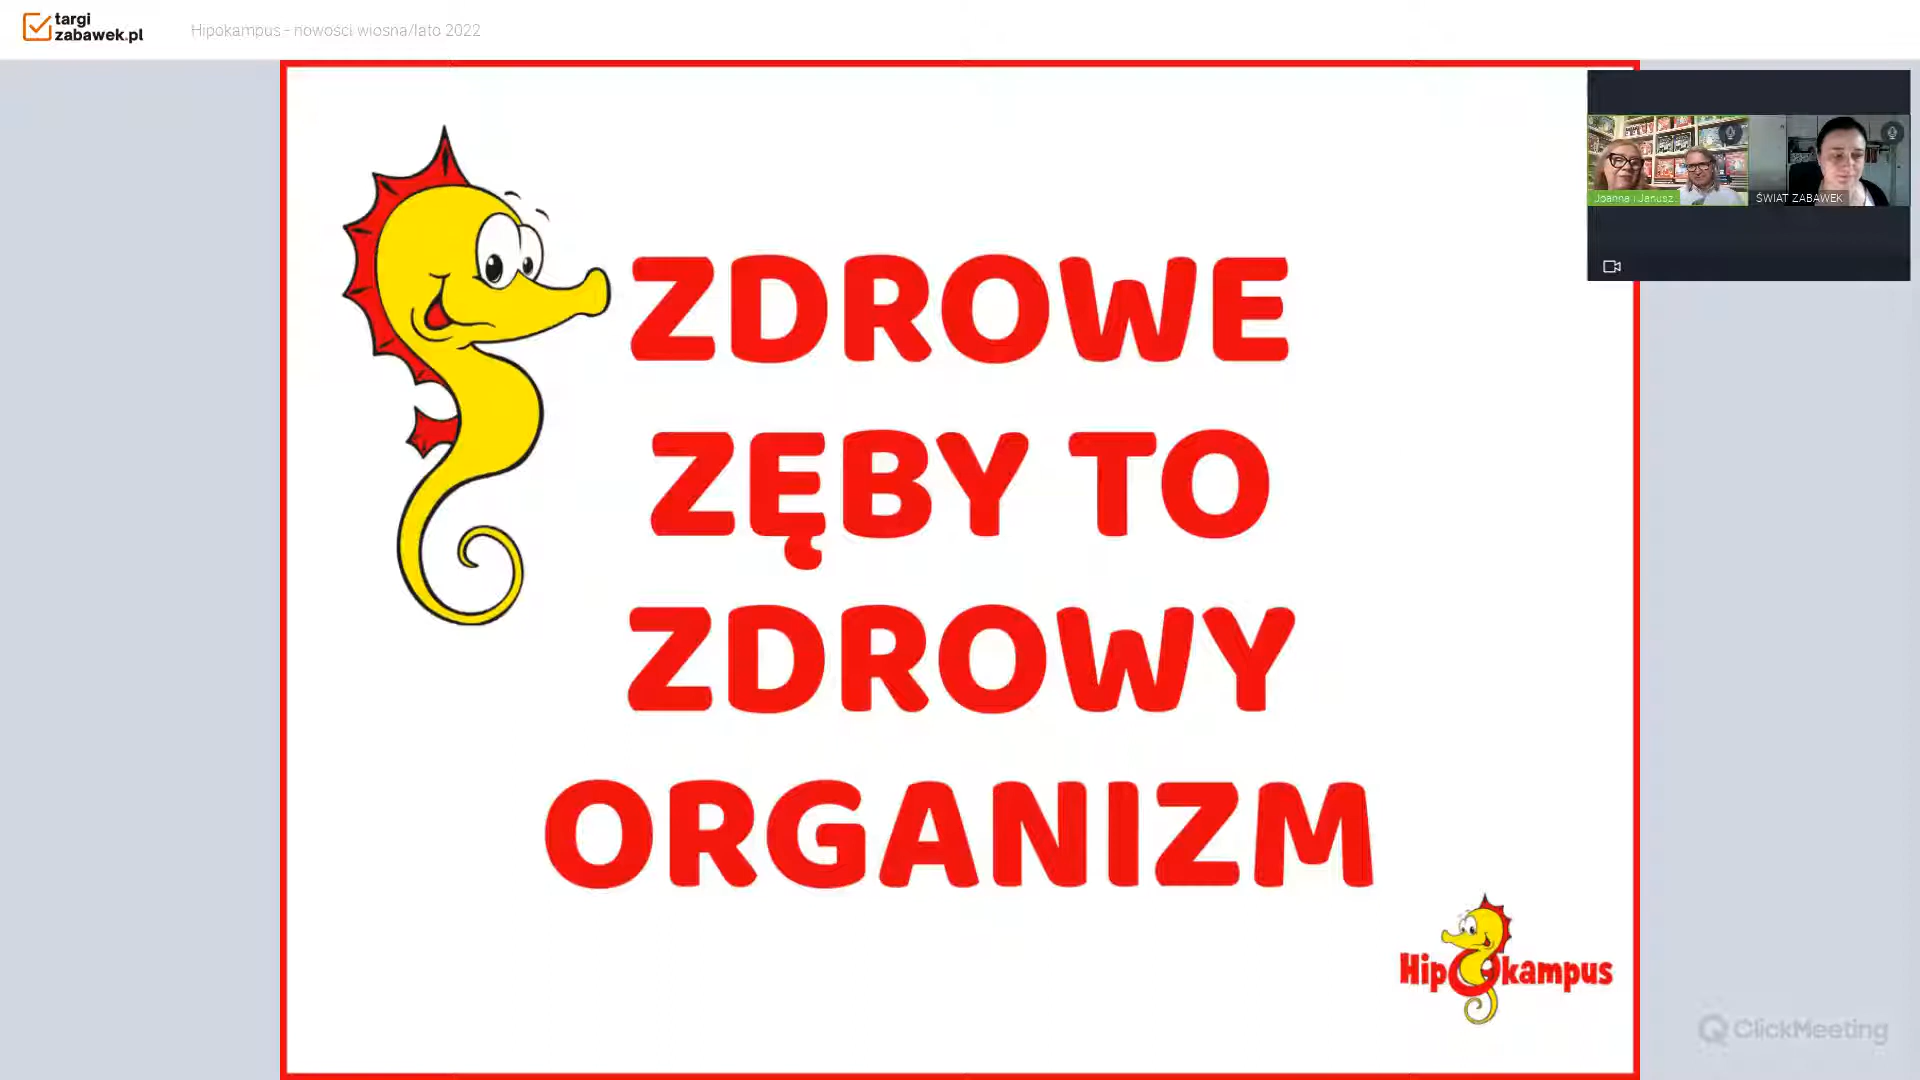 targi
zabawek.pl
Hipokampus - nowości wiosna/lato 2022
ZDROWE
ZĘBY TO
ZDROWY
ORGANIZM
Joanna i Janusz
ŚWIAT ZABAWEK
Hipokampus
ClickMeeting